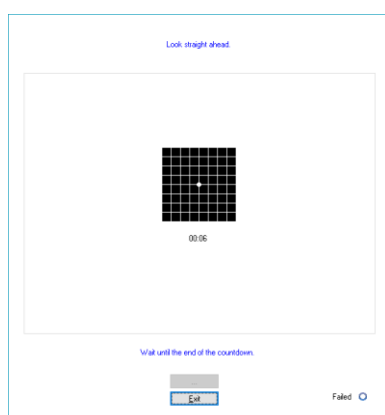 Look straight ahead.
00:06
Wait until the end of the countdown.
...
Exit
Failed